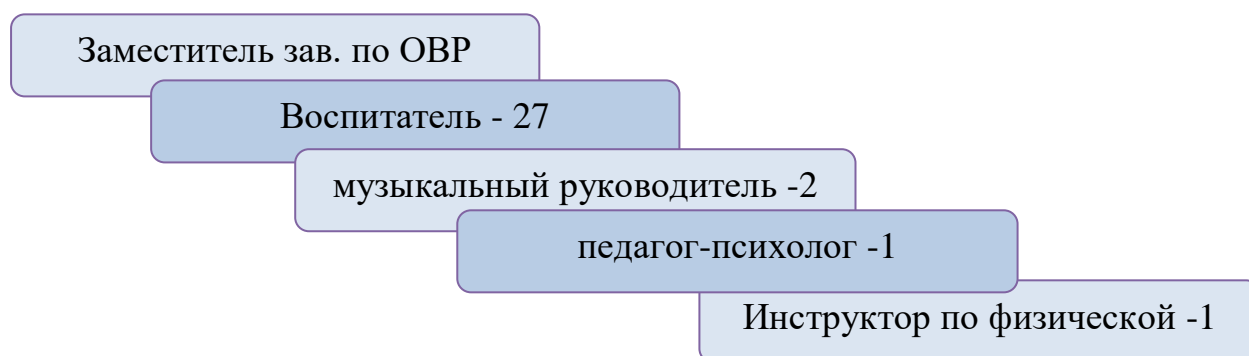 Заместитель зав. по ОВР
Воспитатель - 27
музыкальный руководитель -2
педагог-психолог -1
Инструктор по физической -1